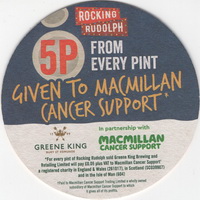 ROCKING
RUDOLPH
5P FROM
EVERY PINT
GIVEN TO MACMILLAN
CANCER SUPPORT*
In partnership with
GREENE KING
MACMILLAN
CANCER SUPPORT
*For every pint of Rocking Rudolph sold Greene King Brewing and
Retailing Limited will pay £0.05 plus VAT to Macmillan Cancer Support
a registered charity in England & Wales (261017), in Scotland (SC039907)
and in the Isle of Man (604)